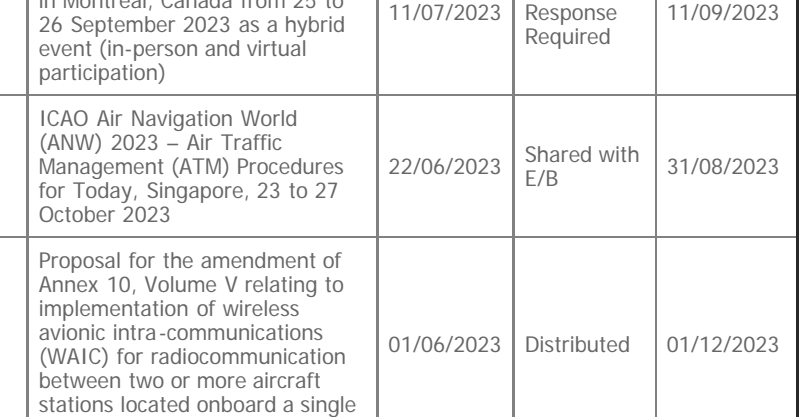 in Montreal, Canada from 25 to
26 September 2023 as a hybrid
event (in-person and virtual
participation)
11/07/2023
Response
Required
11/09/2023
ICAO Air Navigation World
(ANW) 2023 – Air Traffic
Management (ATM) Procedures
for Today, Singapore, 23 to 27
October 2023
22/06/2023
Shared with
E/B
31/08/2023
Proposal for the amendment of
Annex 10, Volume V relating to
implementation of wireless
avionic intra-communications
(WAIC) for radiocommunication
between two or more aircraft
stations located onboard a single
01/06/2023
Distributed
01/12/2023